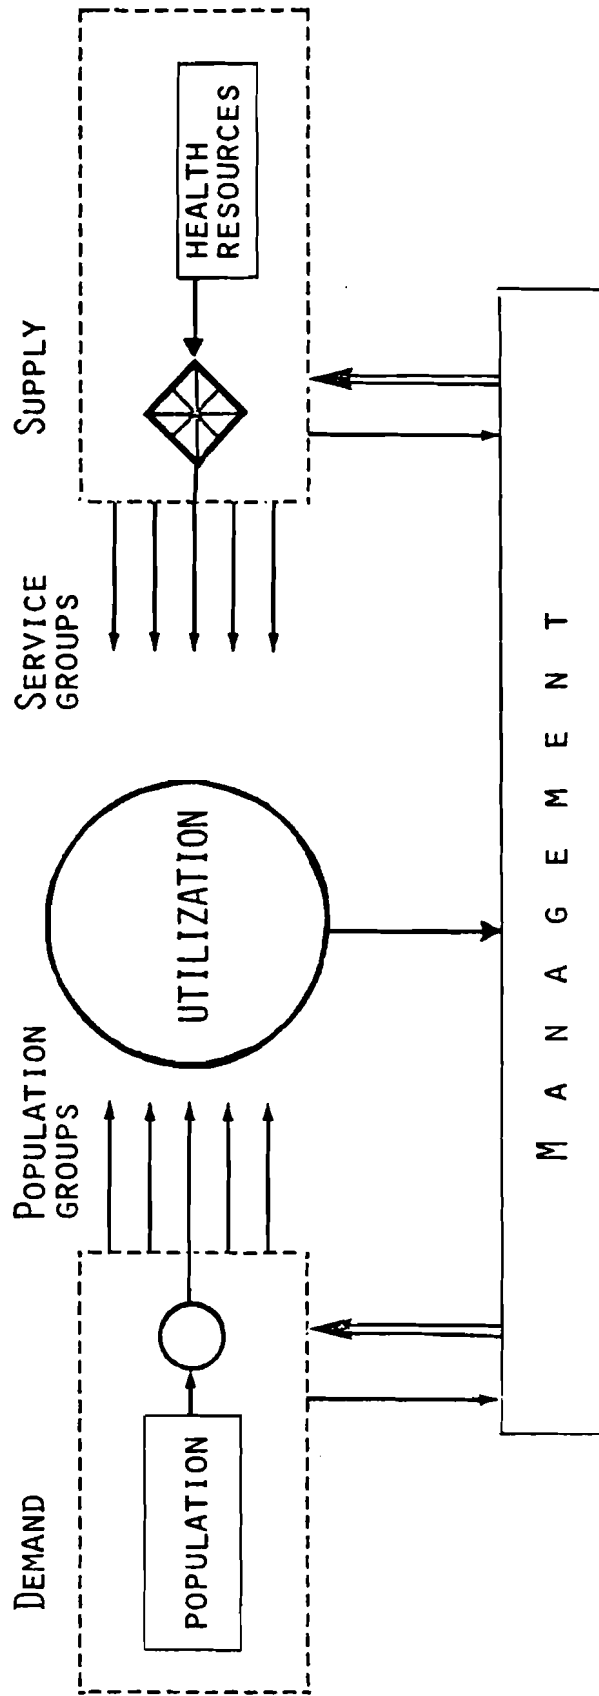 DEMAND
POPULATION
GROUPS
SERVICE
GROUPS
SUPPLY
POPULATION
UTILIZATION
HEALTH
RESOURCES
MANAGEMENT